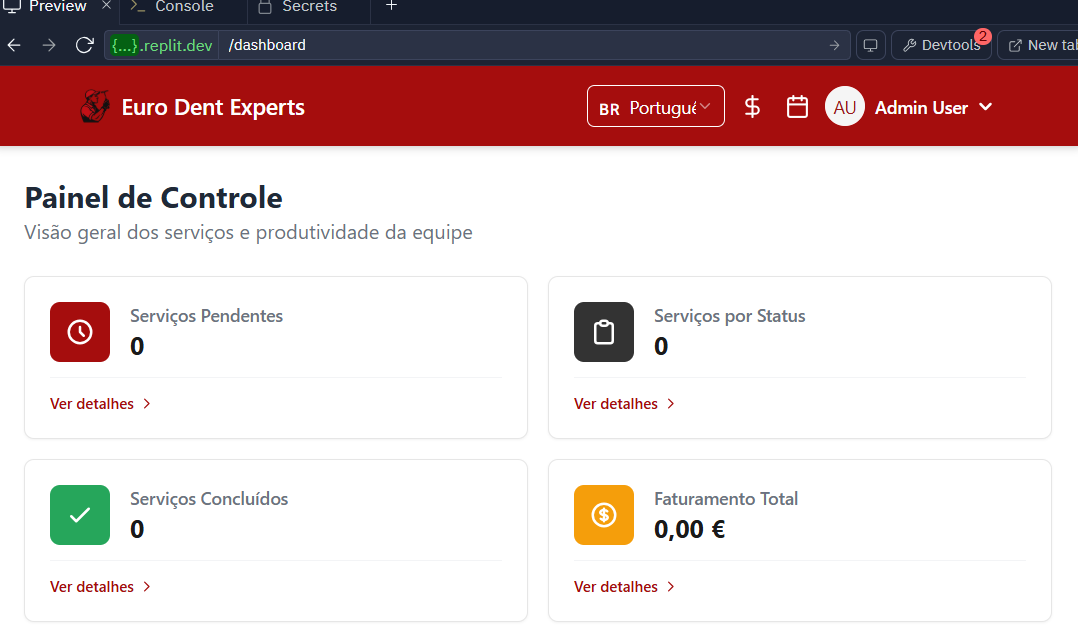 Preview Console Secrets
{...}.replit.dev /dashboard Devtools 2 New tab
Euro Dent Experts BR Portuguê AU Admin User
Painel de Controle
Visão geral dos serviços e produtividade da equipe
Serviços Pendentes
0
Ver detalhes
Serviços por Status
0
Ver detalhes
Serviços Concluídos
0
Ver detalhes
Faturamento Total
0,00 €
Ver detalhes